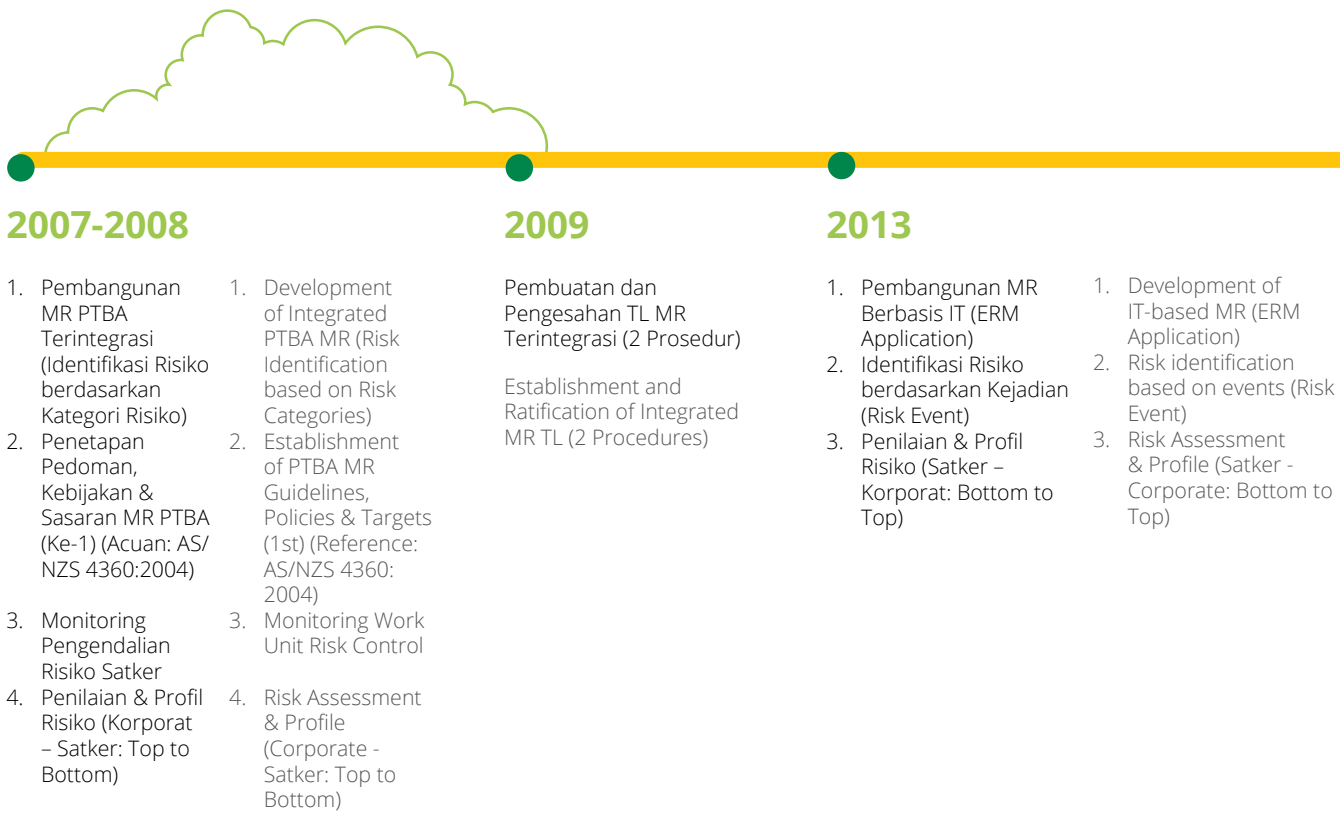 2007-2008
1. Pembangunan
MR PTBA
Terintegrasi
(Identifikasi Risiko
berdasarkan
Kategori Risiko)
2. Penetapan
Pedoman,
Kebijakan &
Sasaran MR PTBA
(Ke-1) (Acuan: AS/
NZS 4360:2004)
3. Monitoring
Pengendalian
Risiko Satker
4. Penilaian & Profil
Risiko (Korporat
– Satker: Top to
Bottom)
1. Development
of Integrated
PTBA MR (Risk
Identification
based on Risk
Categories)
2. Establishment
of PTBA MR
Guidelines,
Policies & Targets
(1st) (Reference:
AS/NZS 4360:
2004)
3. Monitoring Work
Unit Risk Control
4. Risk Assessment
& Profile
(Corporate -
Satker: Top to
Bottom)
2009
Pembuatan dan
Pengesahan TL MR
Terintegrasi (2 Prosedur)
Establishment and
Ratification of Integrated
MR TL (2 Procedures)
2013
1. Pembangunan MR
Berbasis IT (ERM
Application)
2. Identifikasi Risiko
berdasarkan Kejadian
(Risk Event)
3. Penilaian & Profil
Risiko (Satker –
Korporat: Bottom to
Top)
1. Development of
IT-based MR (ERM
Application)
2. Risk identification
based on events (Risk
Event)
3. Risk Assessment
& Profile (Satker -
Corporate: Bottom to
Top)